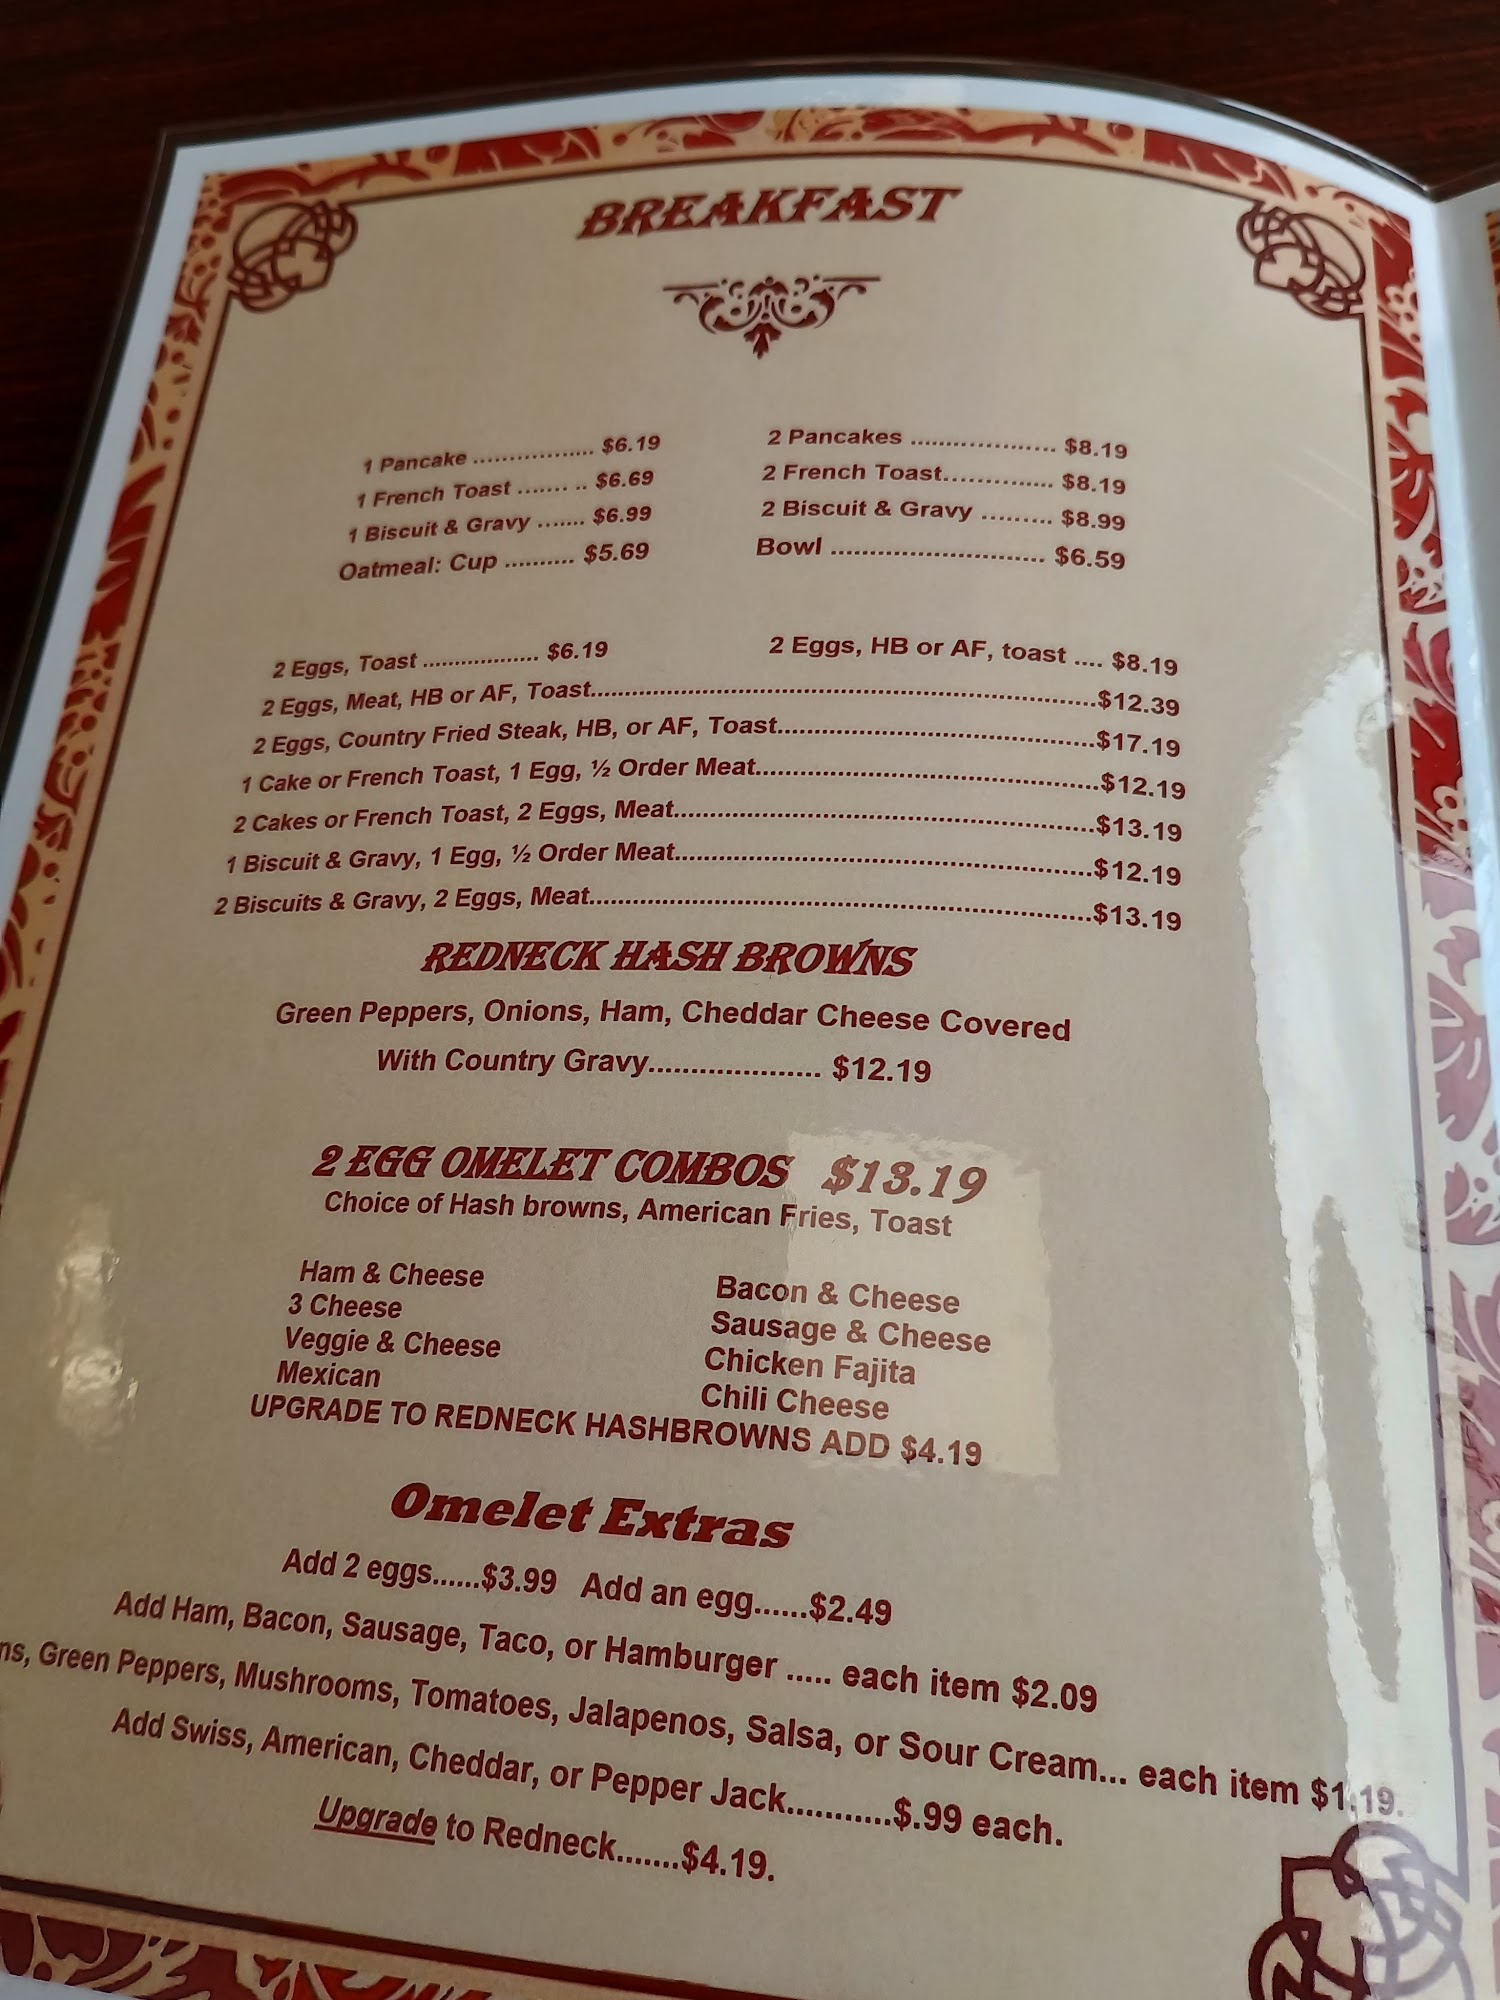 BREAKFAST
1 Pancake .................. $6.19
2 Pancakes .................... $8.19
1 French Toast ....... .. $6.69
2 French Toast.............. $8.19
1 Biscuit & Gravy ....... $6.99
2 Biscuit & Gravy ......... $8.99
Oatmeal: Cup .......... $5.69
Bowl ............................ $6.59
2 Eggs, Toast .................. $6.19
2 Eggs, HB or AF, toast .... $8.19
2 Eggs, Meat, HB or AF, Toast...............................................................................$12.39
2 Eggs, Country Fried Steak, HB, or AF, Toast..............................................$17.19
1 Cake or French Toast, 1 Egg, ½ Order Meat..................................................$12.19
2 Cakes or French Toast, 2 Eggs, Meat..............................................................$13.19
1 Biscuit & Gravy, 1 Egg, ½ Order Meat.............................................................$12.19
2 Biscuits & Gravy, 2 Eggs, Meat.........................................................................$13.19
REDNECK HASH BROWNS
Green Peppers, Onions, Ham, Cheddar Cheese Covered
With Country Gravy.................... $12.19
2 EGG OMELET COMBOS $13.19
Choice of Hash browns, American Fries, Toast
Ham & Cheese
3 Cheese
Veggie & Cheese
Mexican
Bacon & Cheese
Sausage & Cheese
Chicken Fajita
Chili Cheese
UPGRADE TO REDNECK HASHBROWNS ADD $4.19
Omelet Extras
Add 2 eggs......$3.99 Add an egg......$2.49
Add Ham, Bacon, Sausage, Taco, or Hamburger ..... each item $2.09
Green Peppers, Mushrooms, Tomatoes, Jalapenos, Salsa, or Sour Cream... each item $1.19.
Add Swiss, American, Cheddar, or Pepper Jack...........$.99 each.
Upgrade to Redneck.......$4.19.